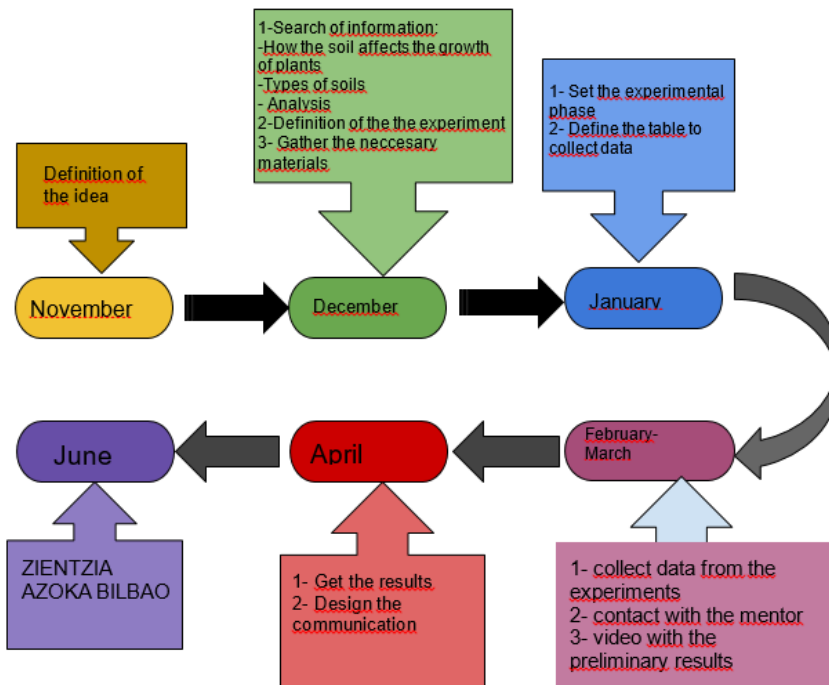 Definition of
the idea
1-Search of information:
-How the soil affects the growth
of plants
-Types of soils
- Analysis
2-Definition of the the experiment
3- Gather the neccesary
materials
1- Set the experimental
phase
2- Define the table to
collect data
November
December
January
February-
March
April
June
1- collect data from the
experiments
2- contact with the mentor
3- video with the
preliminary results
1- Get the results
2- Design the
communication
ZIENTZIA
AZOKA BILBAO